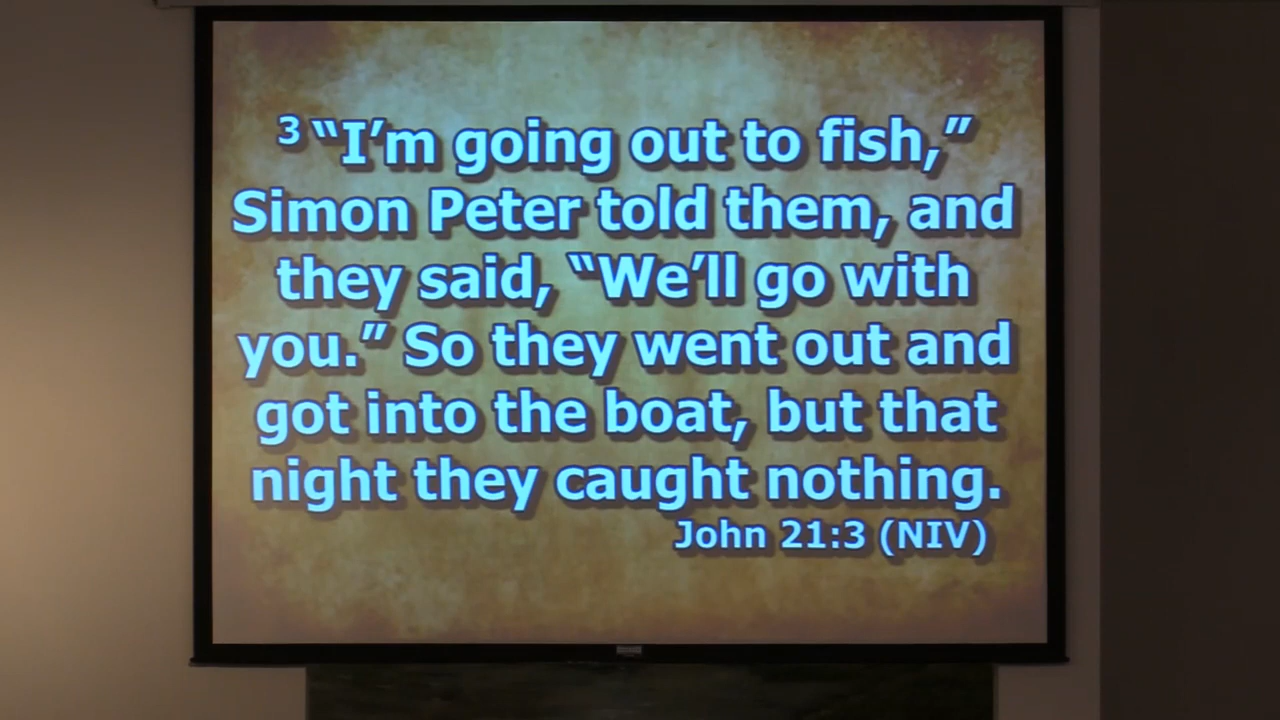 3 “I’m going out to fish,”
Simon Peter told them, and
they said, “We’ll go with
you.” So they went out and
got into the boat, but that
night they caught nothing.
John 21:3 (NIV)